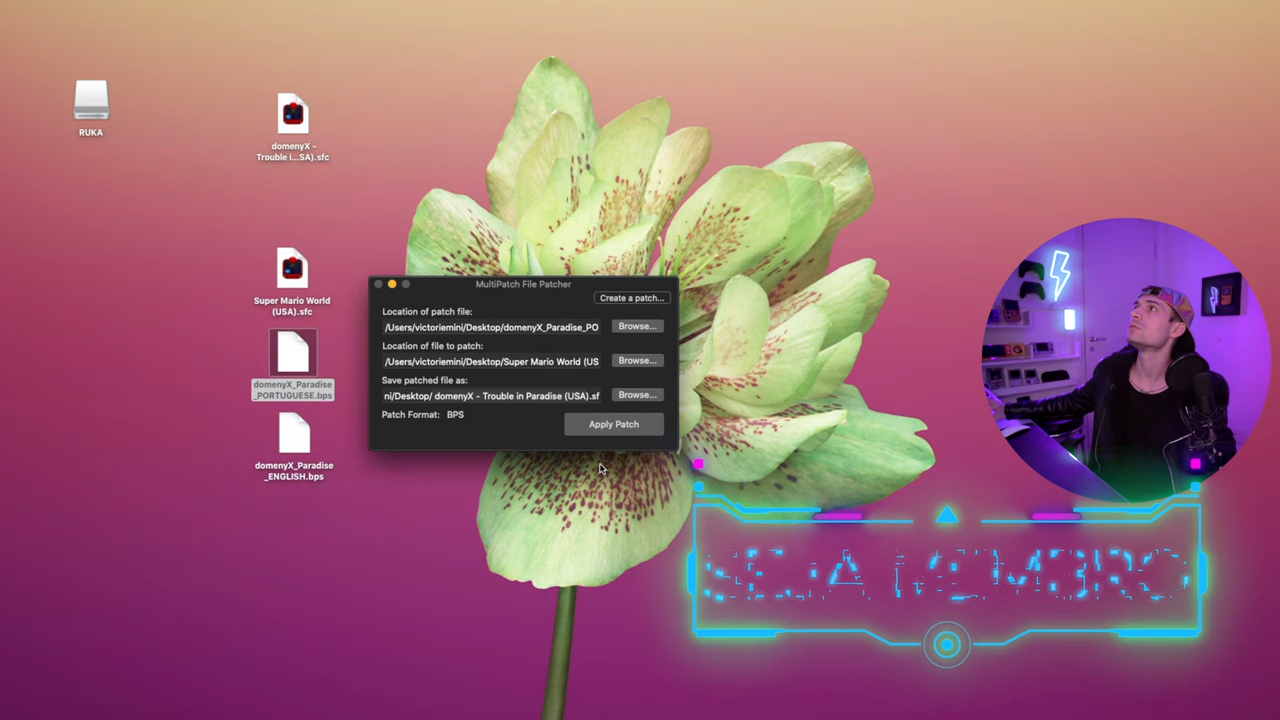 RUKA
domenyX -
Trouble i...SA).sfc
Super Mario World
(USA).sfc
domenyX_Paradise
_PORTUGUESE.bps
domenyX_Paradise
_ENGLISH.bps
MultiPatch File Patcher
Create a patch...
Location of patch file:
/Users/victoriemini/Desktop/domenyX_Paradise_PO
Browse...
Location of file to patch:
/Users/victoriemini/Desktop/Super Mario World (US
Browse...
Save patched file as:
ni/Desktop/ domenyX - Trouble in Paradise (USA).sf
Browse...
Patch Format: BPS
Apply Patch
SEJA MEMBRO